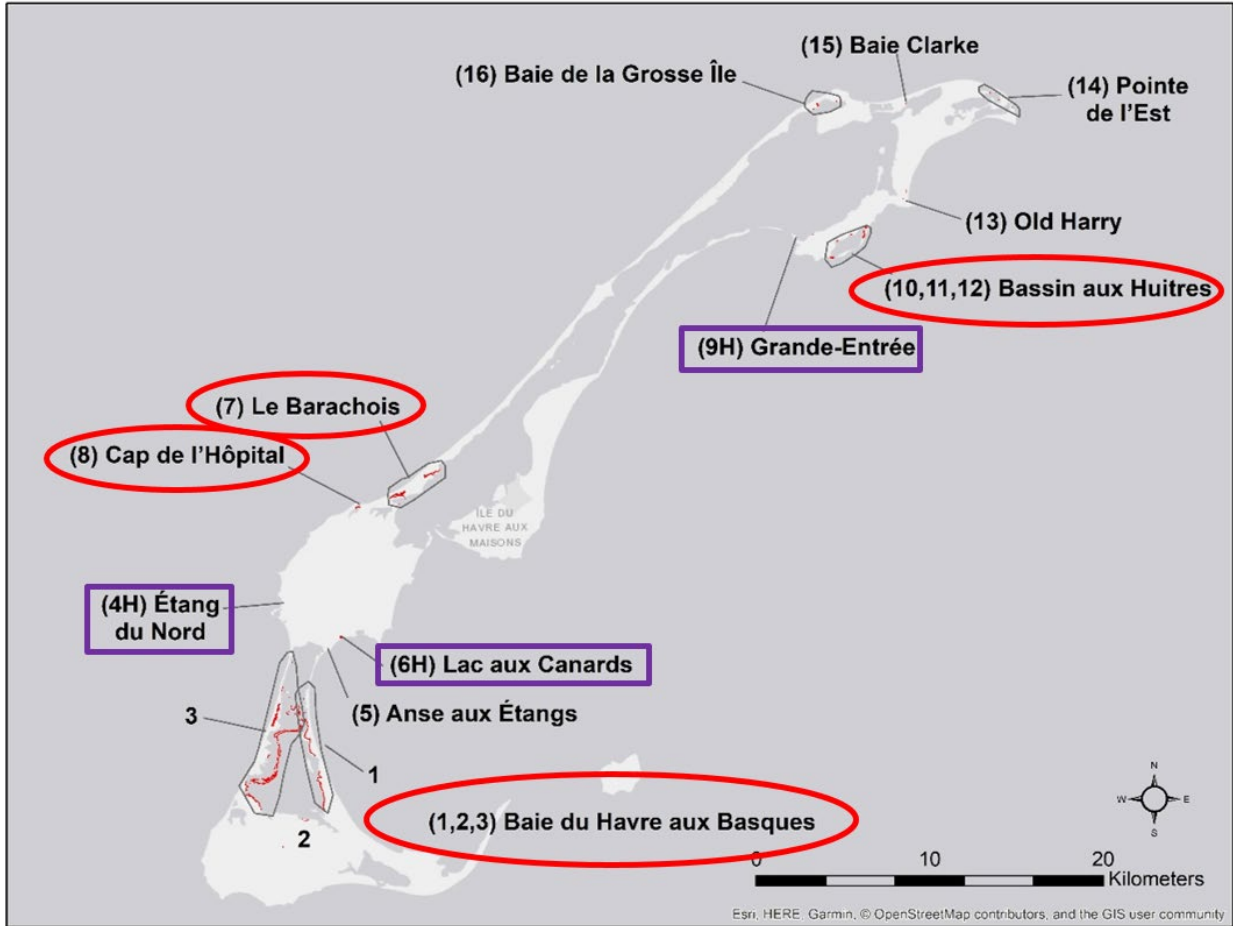 (15) Baie Clarke
(16) Baie de la Grosse Île
(14) Pointe
de l’Est
(13) Old Harry
(10,11,12) Bassin aux Huitres
(9H) Grande-Entrée
(7) Le Barachois
(8) Cap de l’Hôpital
ÎLE DU
HAVRE AUX
MAISONS
(4H) Étang
du Nord
(6H) Lac aux Canards
(5) Anse aux Étangs
3
1
2
(1,2,3) Baie du Havre aux Basques
N
W
E
S
0 10 20
Kilometers
Esri, HERE, Garmin, © OpenStreetMap contributors, and the GIS user community